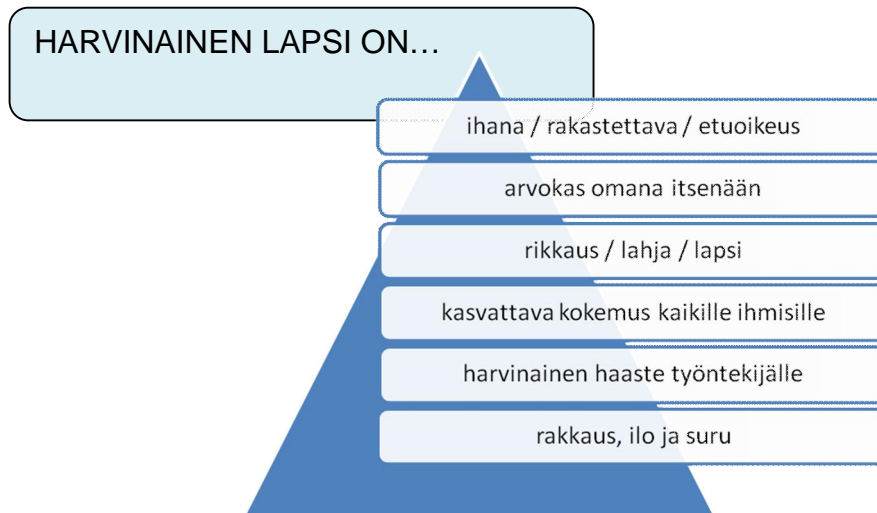 HARVINAINEN LAPSI ON…
ihana / rakastettava / etuoikeus
arvokas omana itsenään
rikkaus / lahja / lapsi
kasvattava kokemus kaikille ihmisille
harvinainen haaste työntekijälle
rakkaus, ilo ja suru